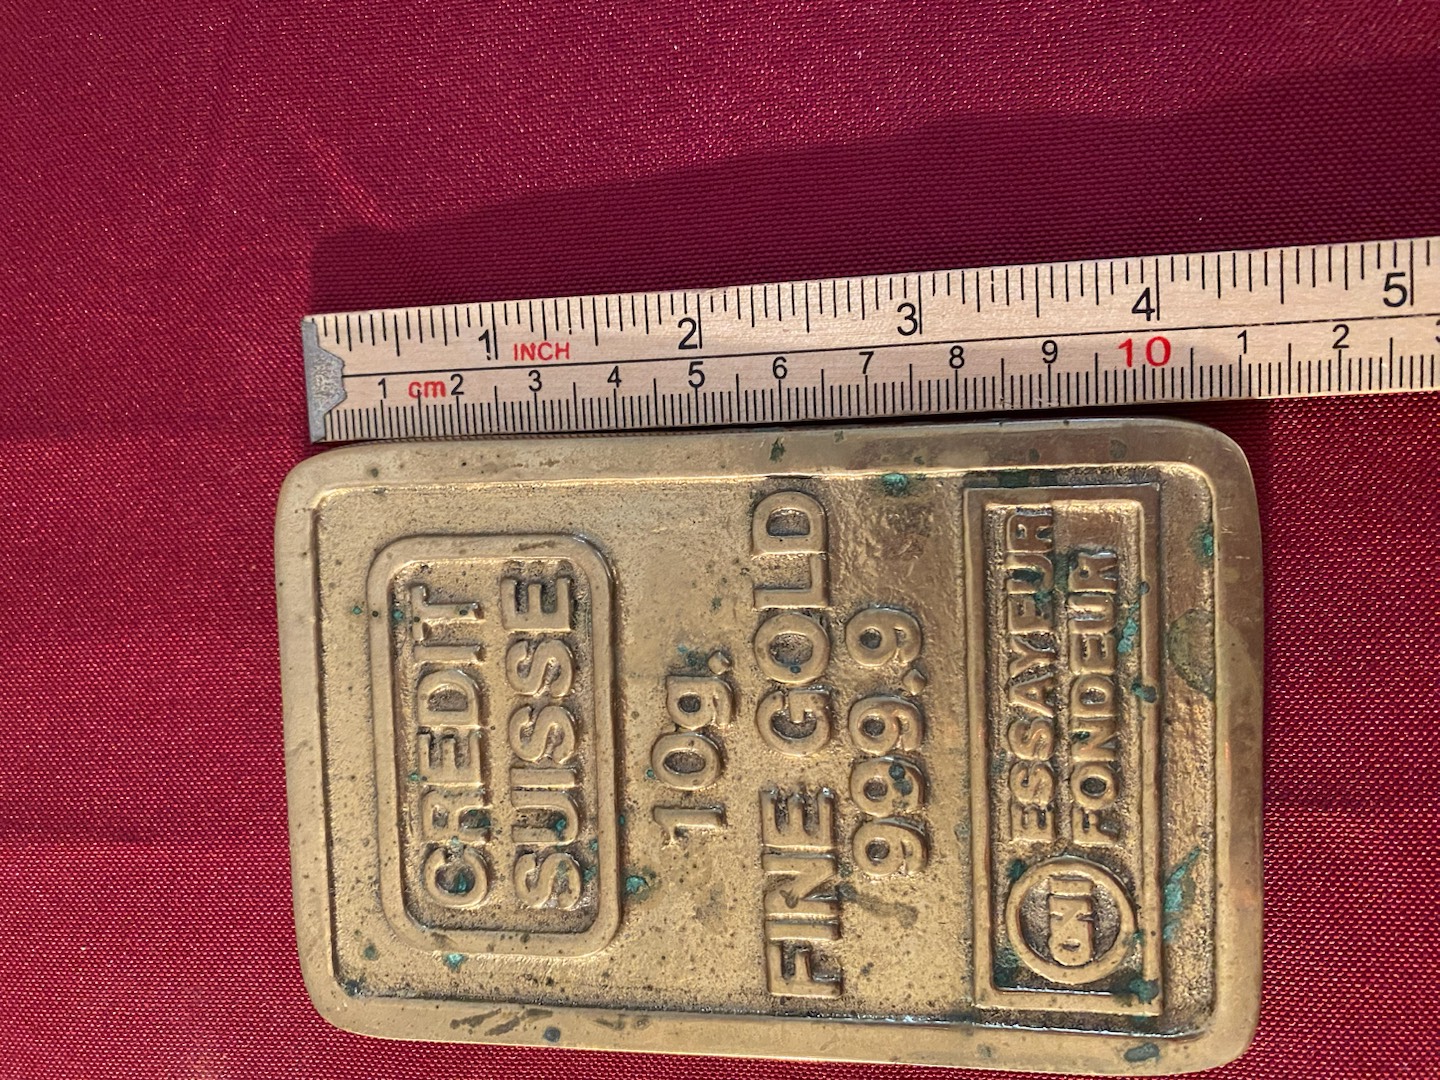 CREDIT
SUISSE
10g.
FINE GOLD
999.9
ESSAYEUR
FONDEUR
1 2 3 4 5
INCH
1 cm 2 3 4 5 6 7 8 9 10 1 2